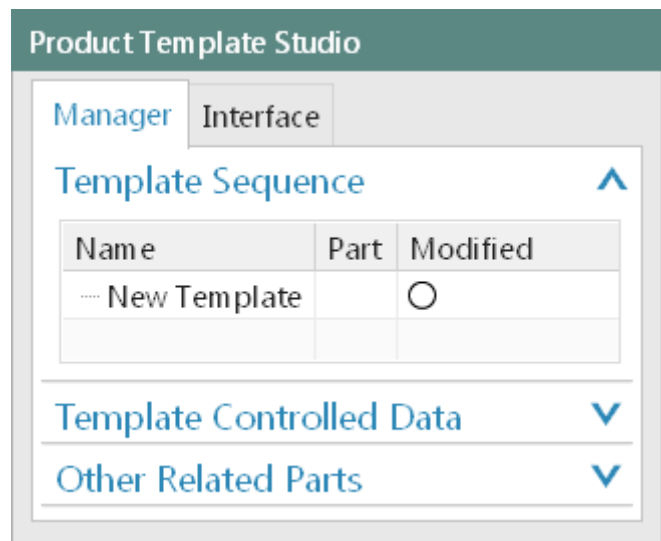 Product Template Studio
Manager Interface
Template Sequence
Name Part Modified
New Template
Template Controlled Data
Other Related Parts